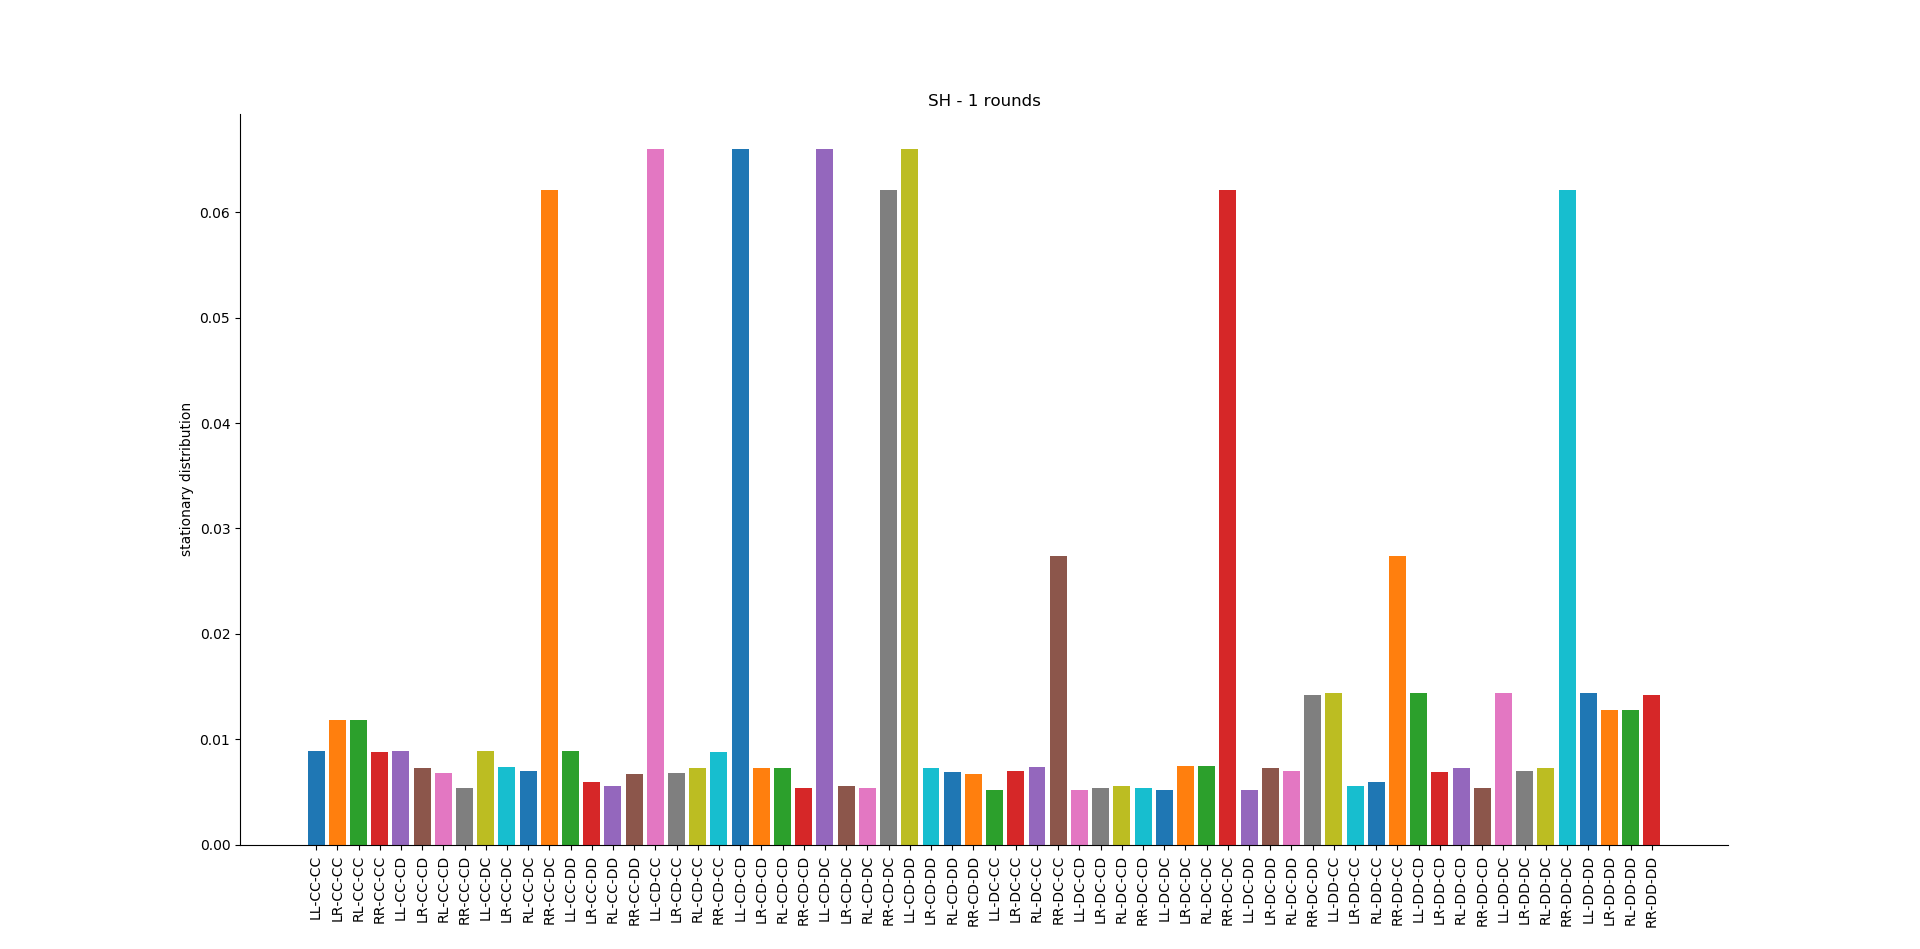 SH - 1 rounds
stationary distribution
0.06
0.05
0.04
0.03
0.02
0.01
0.00
LL-CC-CC
LR-CC-CC
RL-CC-CC
RR-CC-CC
LL-CC-CD
LR-CC-CD
RL-CC-CD
RR-CC-CD
LL-CC-DC
LR-CC-DC
RL-CC-DC
RR-CC-DC
LL-CC-DD
LR-CC-DD
RL-CC-DD
RR-CC-DD
LL-CD-CC
LR-CD-CC
RL-CD-CC
RR-CD-CC
LL-CD-CD
LR-CD-CD
RL-CD-CD
RR-CD-CD
LL-CD-DC
LR-CD-DC
RL-CD-DC
RR-CD-DC
LL-CD-DD
LR-CD-DD
RL-CD-DD
RR-CD-DD
LL-DC-CC
LR-DC-CC
RL-DC-CC
RR-DC-CC
LL-DC-CD
LR-DC-CD
RL-DC-CD
RR-DC-CD
LL-DC-DC
LR-DC-DC
RL-DC-DC
RR-DC-DC
LL-DC-DD
LR-DC-DD
RL-DC-DD
RR-DC-DD
LL-DD-CC
LR-DD-CC
RL-DD-CC
RR-DD-CC
LL-DD-CD
LR-DD-CD
RL-DD-CD
RR-DD-CD
LL-DD-DC
LR-DD-DC
RL-DD-DC
RR-DD-DC
LL-DD-DD
LR-DD-DD
RL-DD-DD
RR-DD-DD